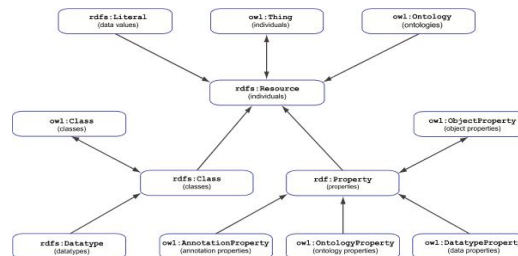 rdfs:Literal
(data values)
owl:Thing
(individuals)
owl:Ontology
(ontologies)
rdfs:Resource
(individuals)
owl:Class
(classes)
owl:ObjectProperty
(object properties)
rdfs:Class
(classes)
rdf:Property
(properties)
rdfs:Datatype
(datatypes)
owl:AnnotationProperty
(annotation properties)
owl:OntologyProperty
(ontology properties)
owl:DatatypeProperty
(data properties)